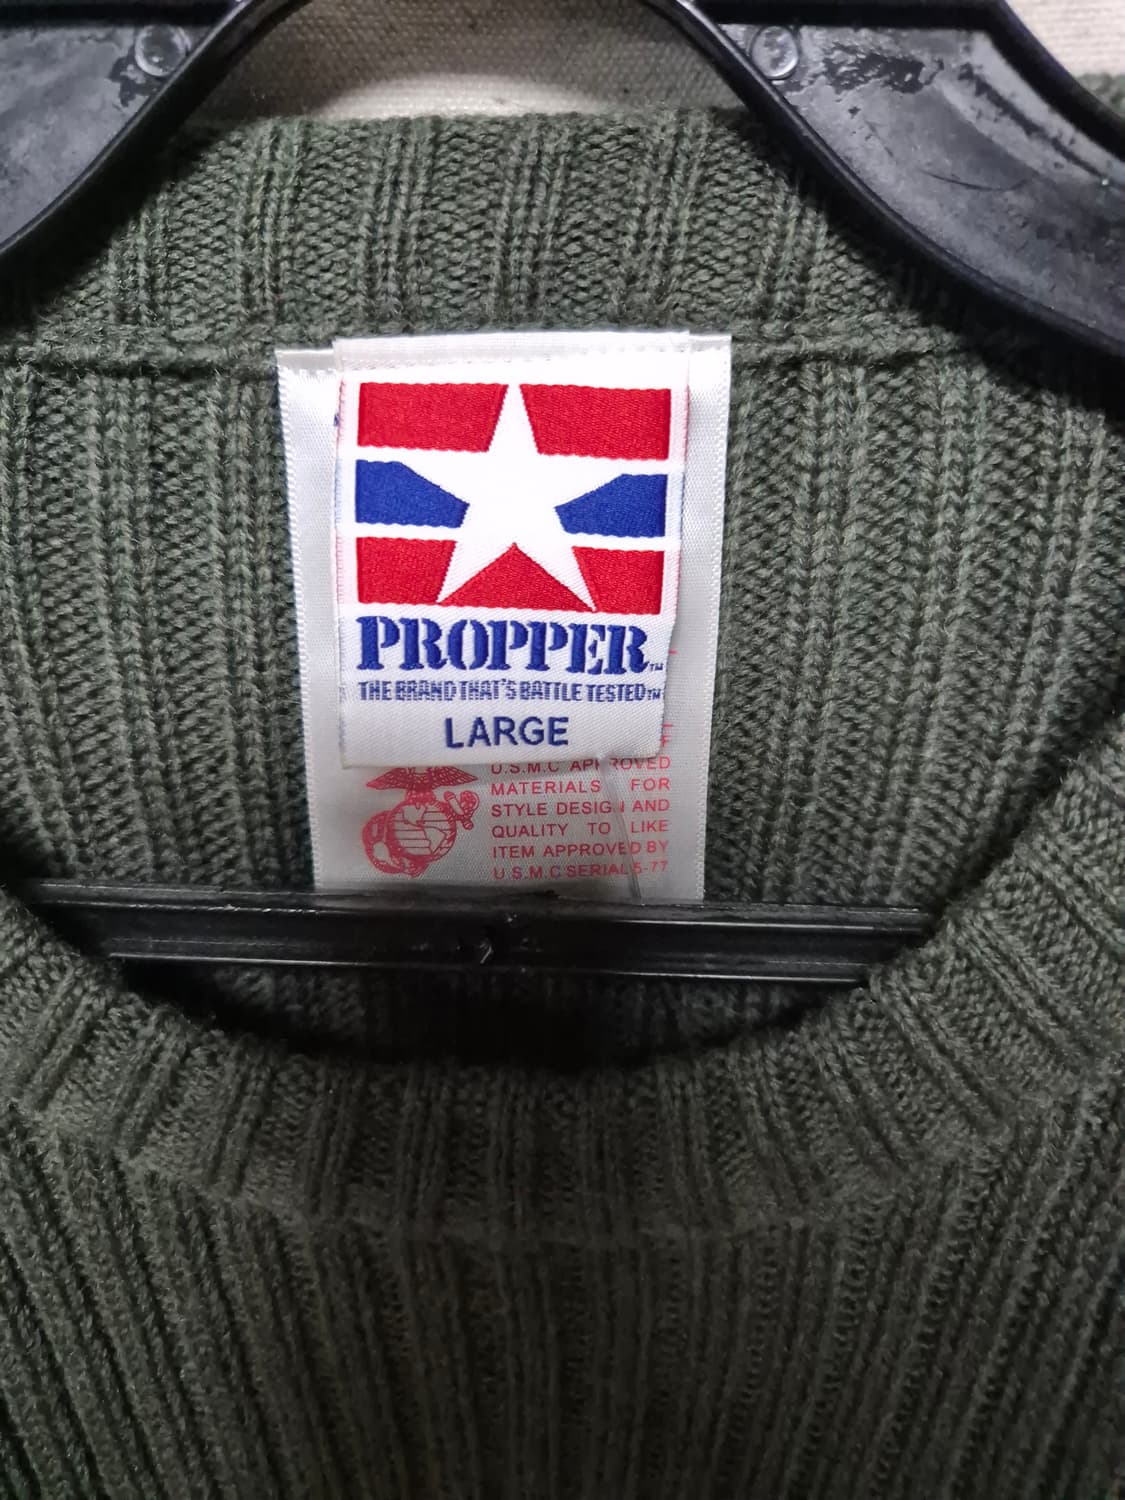 PROPPER™
THE BRAND THAT'S BATTLE TESTED™
LARGE
U.S.M.C APPROVED
MATERIALS FOR
STYLE DESIGN AND
QUALITY TO LIKE
ITEM APPROVED BY
U.S.M.C SERIAL 5-77